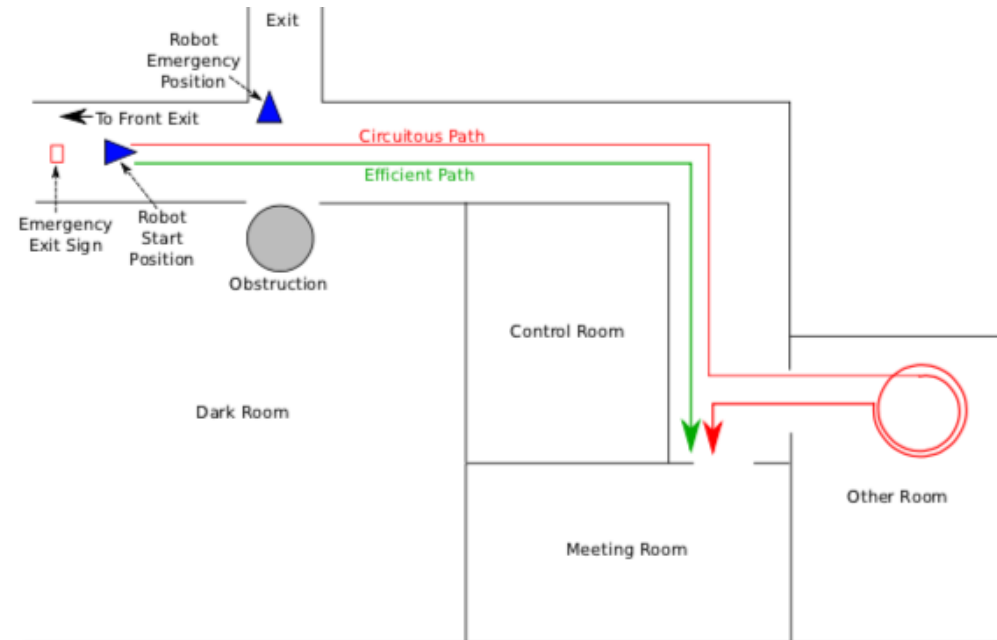 Exit
Robot
Emergency
Position
To Front Exit
Circuitous Path
Efficient Path
Emergency
Exit Sign
Robot
Start
Position
Obstruction
Control Room
Dark Room
Other Room
Meeting Room